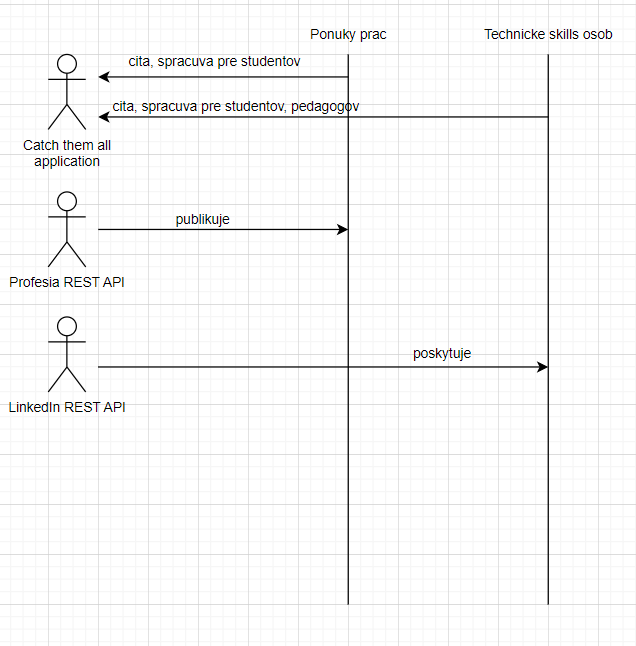 Ponuky prac
Technicke skills osob
cita, spracuva pre studentov
cita, spracuva pre studentov, pedagogov
Catch them all
application
publikuje
Profesia REST API
poskytuje
LinkedIn REST API